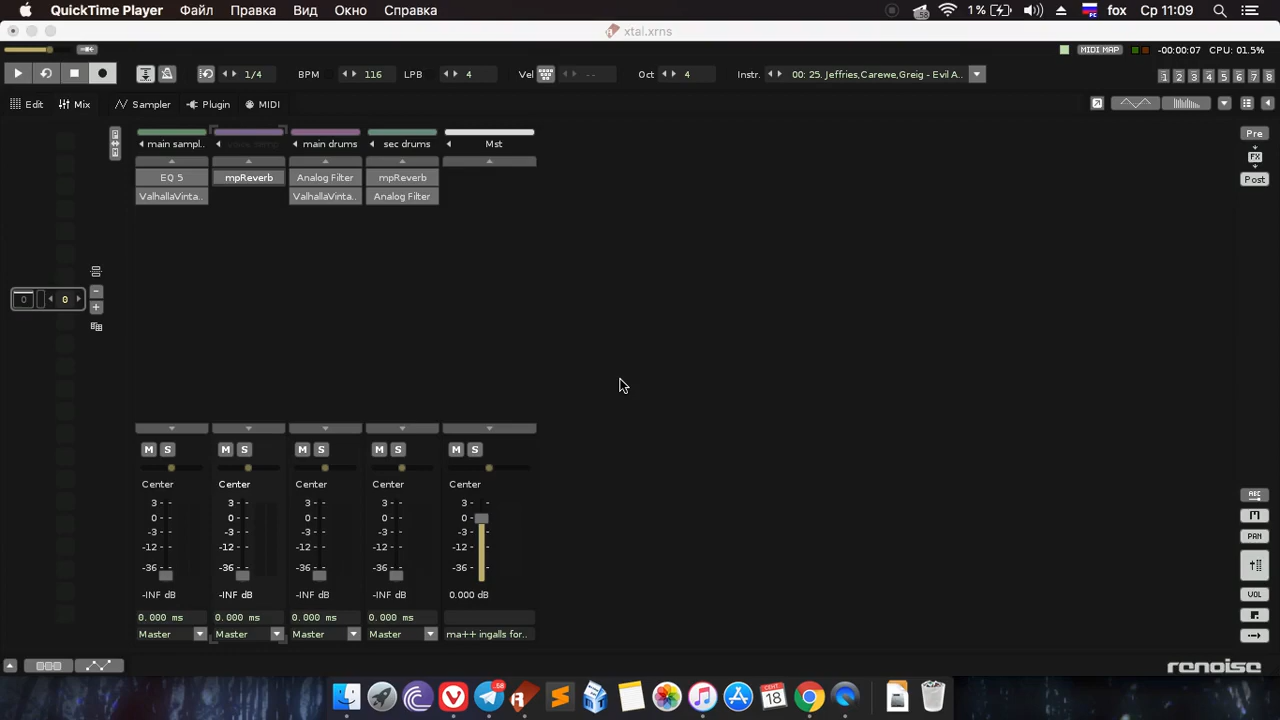 QuickTime Player Файл Правка Вид Окно Справка 58 1% fox Ср 11:09
xtal.xrns
MIDI MAP -00:00:07 CPU: 01.5%
1/4 BPM 116 LPB 4 Vel -- Oct 4 Instr. 00: 25. Jeffries,Carewe,Greig - Evil A.. 1 2 3 4 5 6 7 8
Edit Mix Sampler Plugin MIDI
Pre
main sampl.. main drums sec drums Mst
FX
EQ 5 mpReverb Analog Filter mpReverb
Post
ValhallaVinta.. ValhallaVinta.. Analog Filter
0 0
M S M S M S M S M S
Center Center Center Center Center
REC
3 3 3 3 3
0 0 0 0 0
-3 -3 -3 -3 -3
PAN
-12 -12 -12 -12 -12
-36 -36 -36 -36 -36
-INF dB -INF dB -INF dB -INF dB 0.000 dB
VOL
0.000 ms 0.000 ms 0.000 ms 0.000 ms
Master Master Master Master ma++ ingalls for..
renoise
58 СЕНТ 18